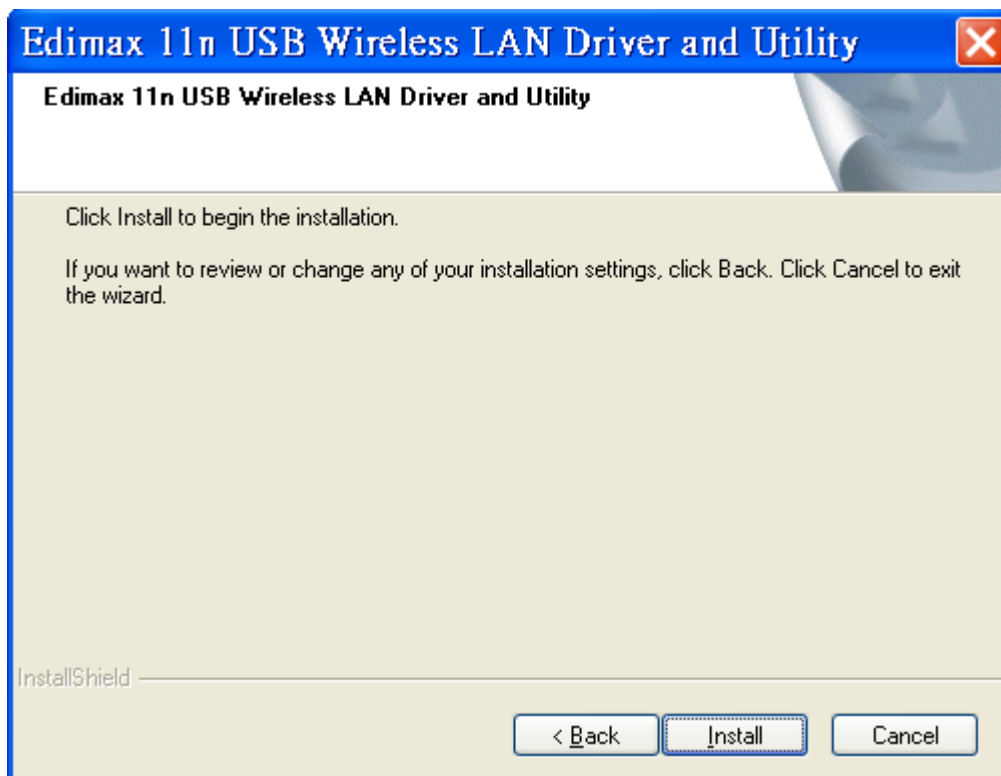 Edimax 11n USB Wireless LAN Driver and Utility
Edimax 11n USB Wireless LAN Driver and Utility
Click Install to begin the installation.
If you want to review or change any of your installation settings, click Back. Click Cancel to exit
the wizard.
InstallShield
< Back Install Cancel